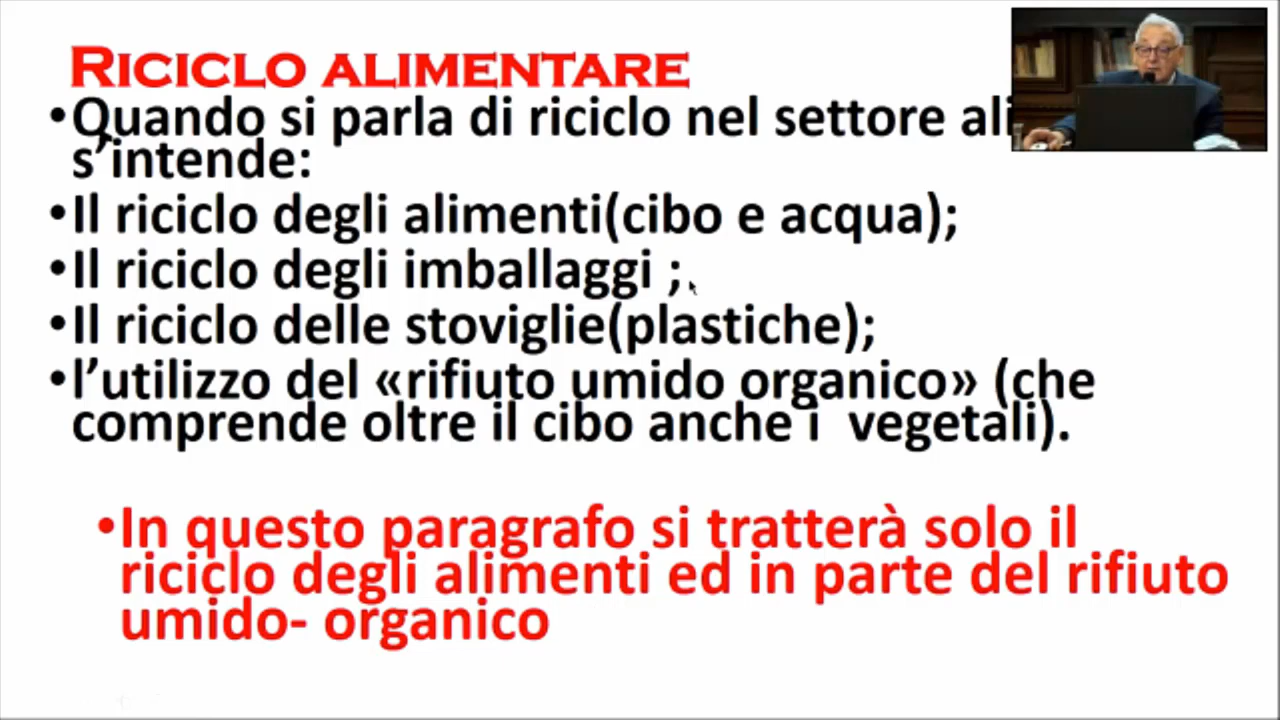 RICICLO ALIMENTARE
•Quando si parla di riciclo nel settore
s’intende:
•Il riciclo degli alimenti(cibo e acqua);
•Il riciclo degli imballaggi ;
•Il riciclo delle stoviglie(plastiche);
•l’utilizzo del «rifiuto umido organico» (che
comprende oltre il cibo anche i  vegetali).
•In questo paragrafo si tratterà solo il
riciclo degli alimenti ed in parte del rifiuto
umido- organico